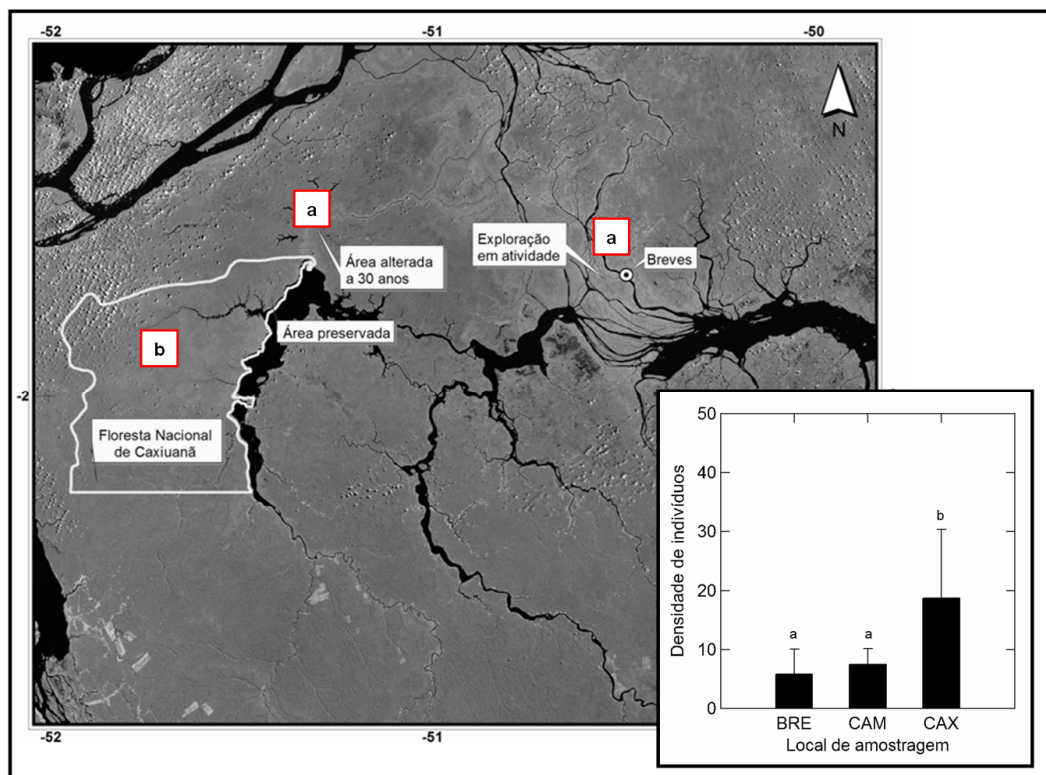 -52
-51
-50
N
a
a
Exploração
em atividade
Breves
Área alterada
a 30 anos
Área preservada
b
-2
Floresta Nacional
de Caxiuanã
-52
-51
50
40
30
20
10
0
Densidade de indivíduos
a
a
b
BRE CAM CAX
Local de amostragem